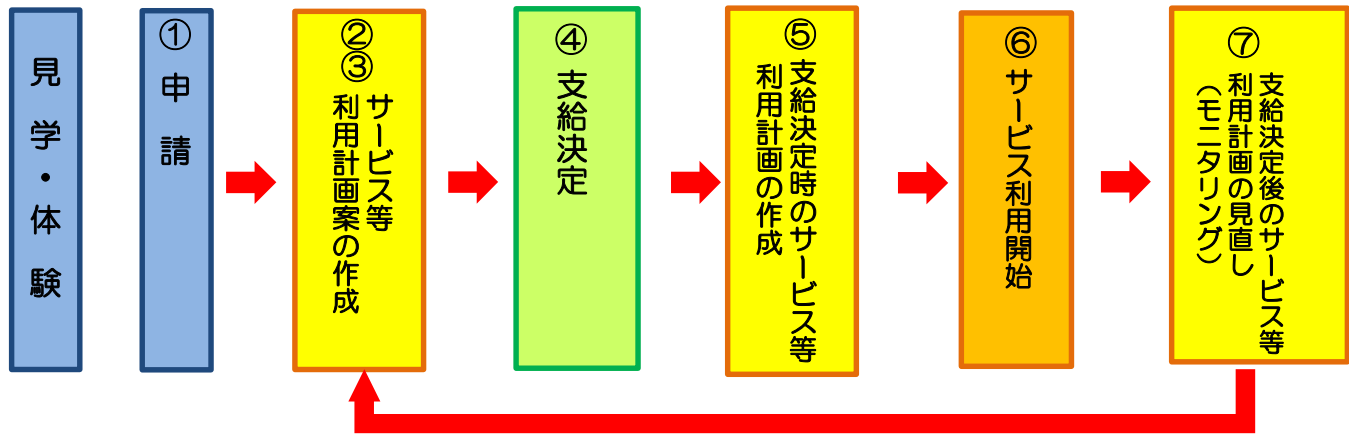 見学・体験
①申請
②
③
サービス等
利用計画案の作成
④支給決定
⑤支給決定時のサービス等
利用計画の作成
⑥サービス利用開始
⑦支給決定後のサービス等
利用計画の見直し
（モニタリング）